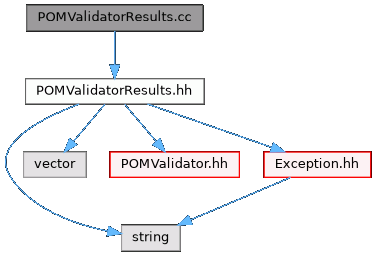 POMValidatorResults.cc
POMValidatorResults.hh
vector
POMValidator.hh
Exception.hh
string